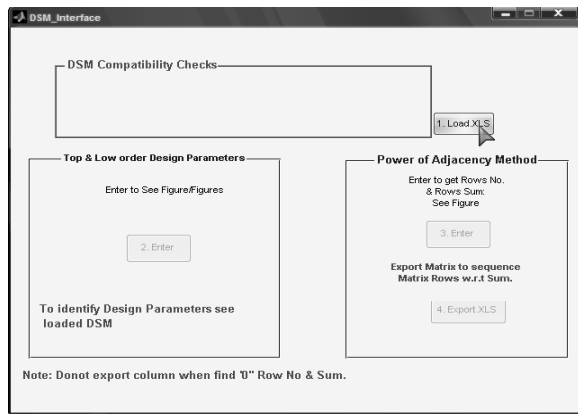 DSM_Interface
DSM Compatibility Checks
1. Load.XLS
Top & Low order Design Parameters
Enter to See Figure/Figures
2. Enter
To identify Design Parameters see
loaded DSM
Power of Adjacency Method
Enter to get Rows No.
& Rows Sum:
See Figure
3. Enter
Export Matrix to sequence
Matrix Rows w.r.t Sum.
4. Export.XLS
Note: Donot export column when find '0" Row No & Sum.